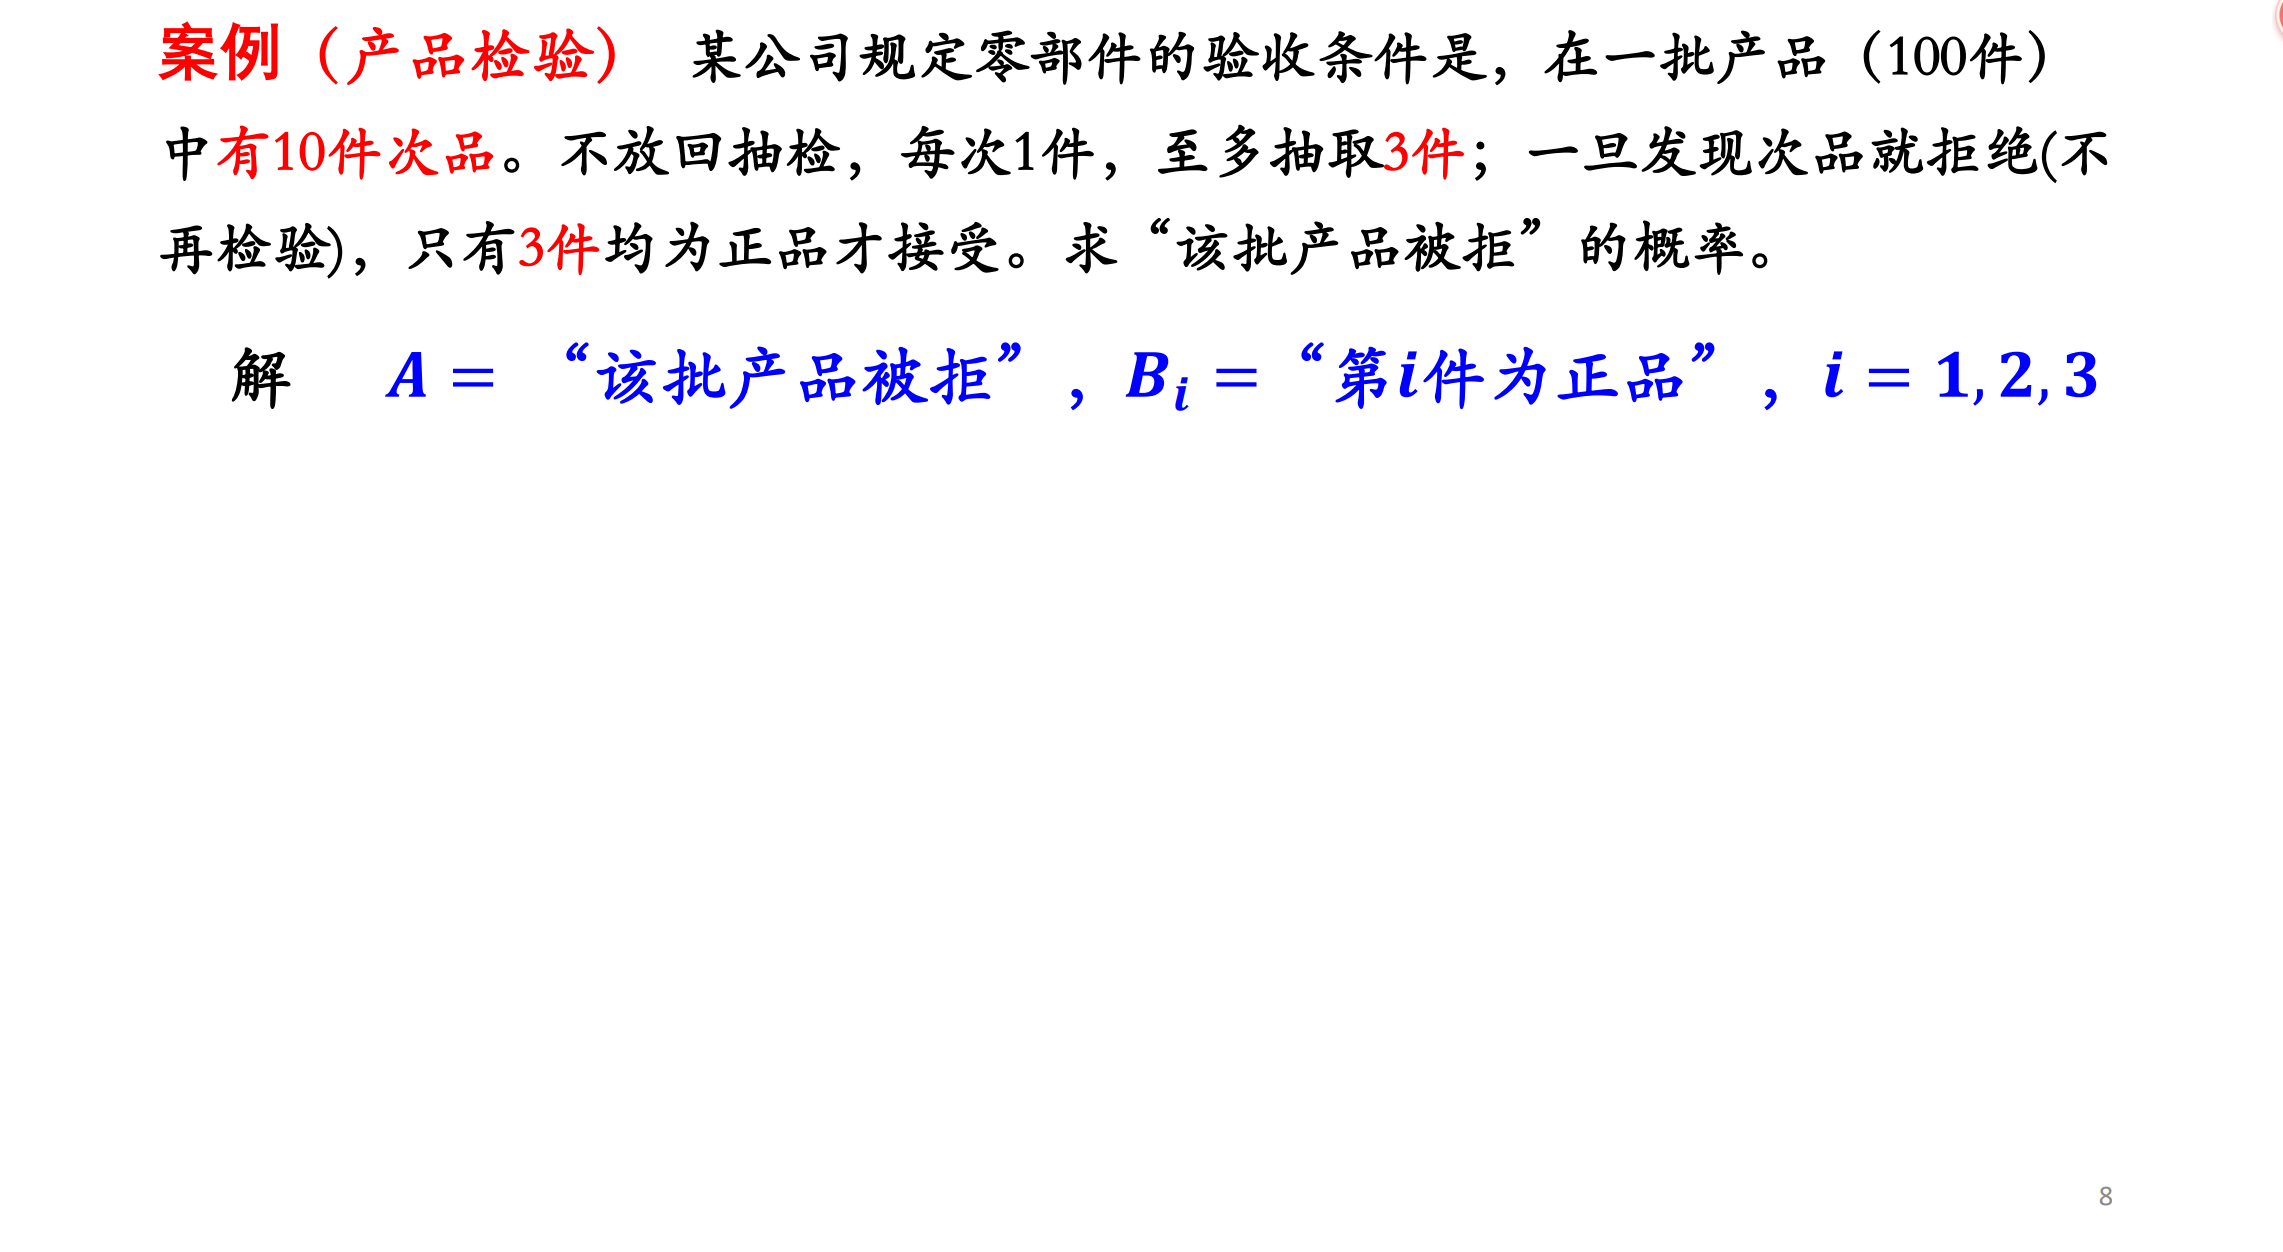 案例（产品检验） 某公司规定零部件的验收条件是，在一批产品（100件）
中有10件次品。不放回抽检，每次1件，至多抽取3件；一旦发现次品就拒绝(不
再检验)，只有3件均为正品才接受。求“该批产品被拒”的概率。
解 A = “该批产品被拒”，Bᵢ = “第i件为正品”，i = 1, 2, 3
8